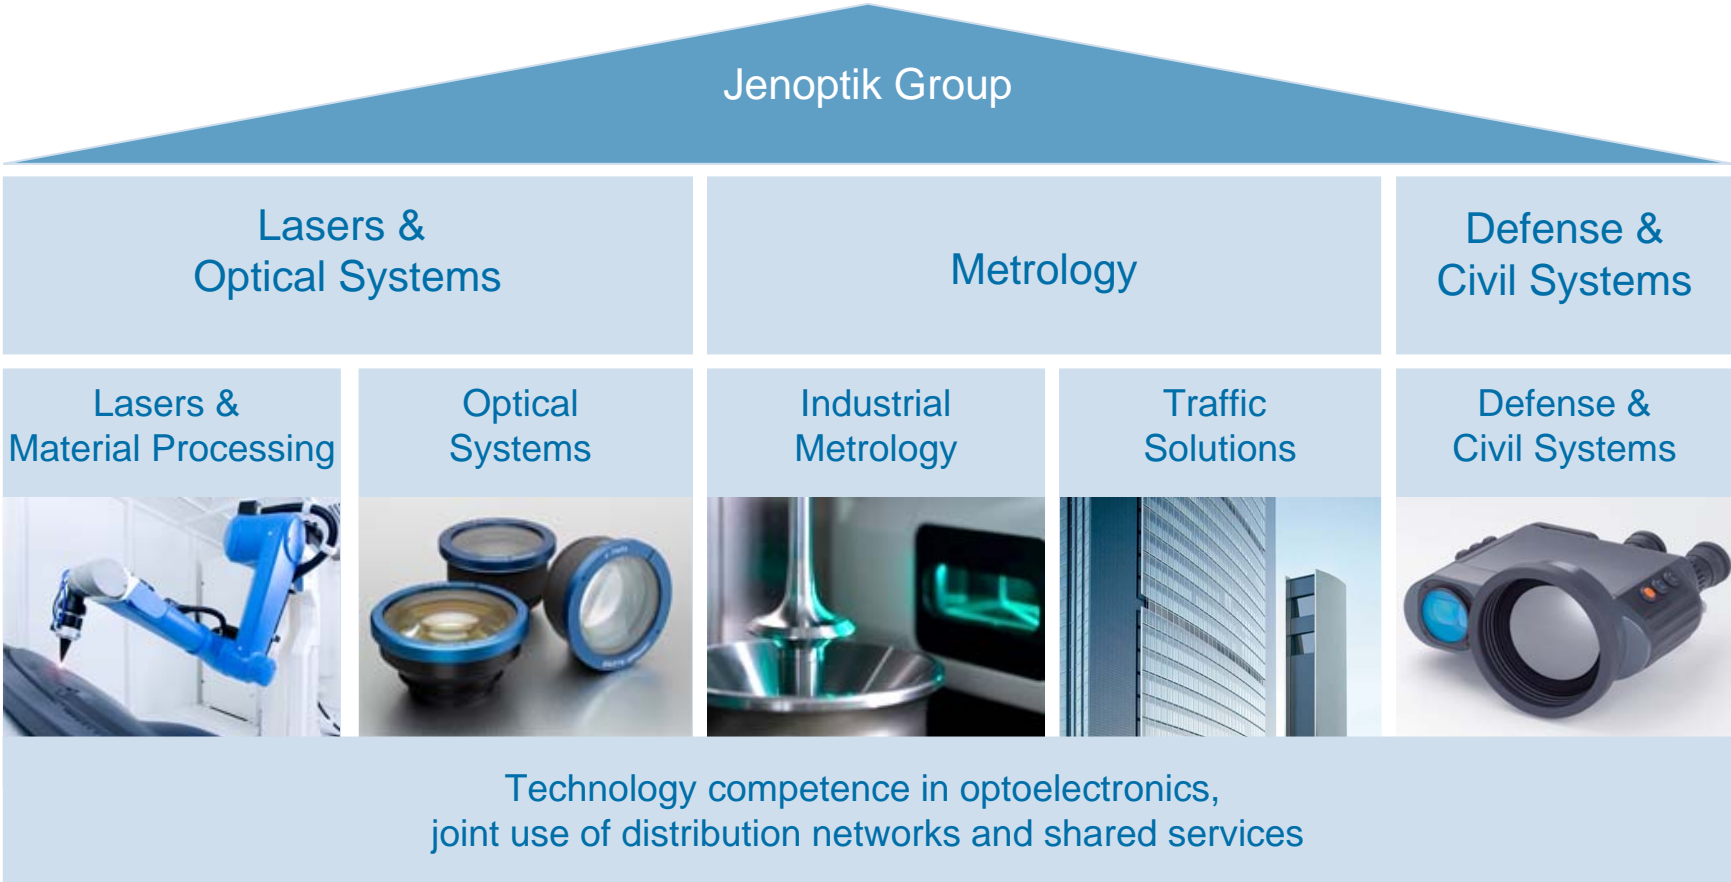 Jenoptik Group
Lasers &
Optical Systems
Metrology
Defense &
Civil Systems
Lasers &
Material Processing
Optical
Systems
Industrial
Metrology
Traffic
Solutions
Defense &
Civil Systems
Technology competence in optoelectronics,
joint use of distribution networks and shared services